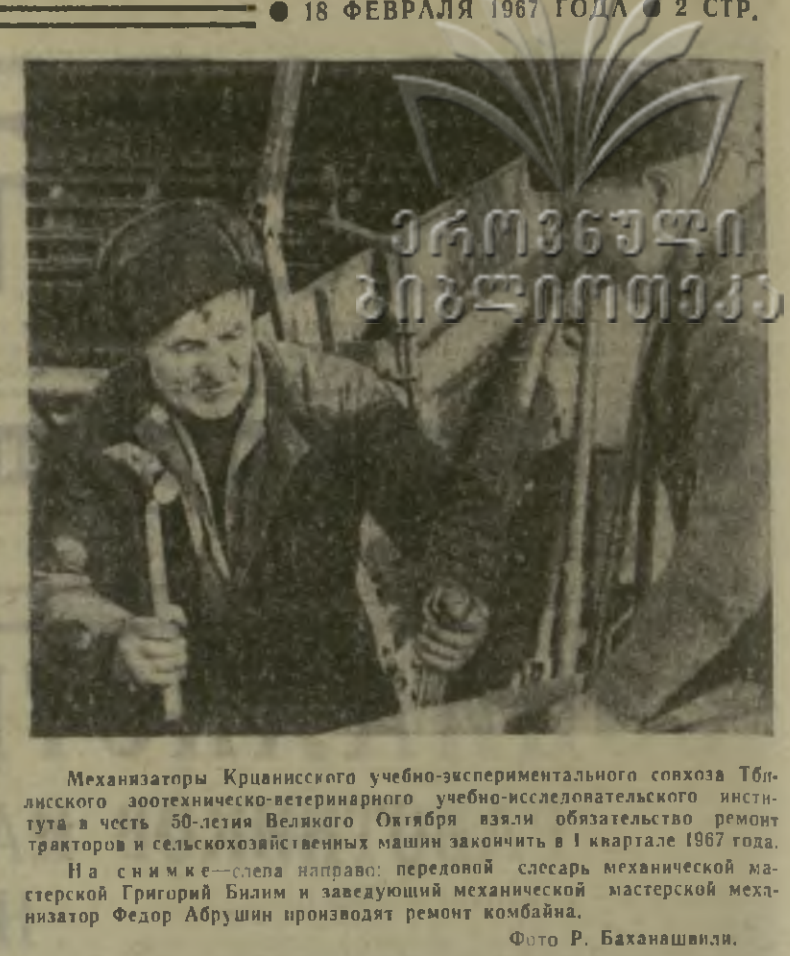 ● 18 ФЕВРАЛЯ 1967 ГОДА ● 2 СТР.
ეროვნული
ბიბლიოთეკა
Механизаторы Крцанисского учебно-экспериментального совхоза Тби-
лисского зоотехническо-ветеринарного учебно-исследовательского инсти-
тута в честь 50-летия Великого Октября взяли обязательство ремонт
тракторов и сельскохозяйственных машин закончить в I квартале 1967 года.
На снимке—слева направо: передовой слесарь механической ма-
стерской Григорий Билим и заведующий механической мастерской меха-
низатор Федор Абрушин производят ремонт комбайна.
Фото Р. Баханашвили.